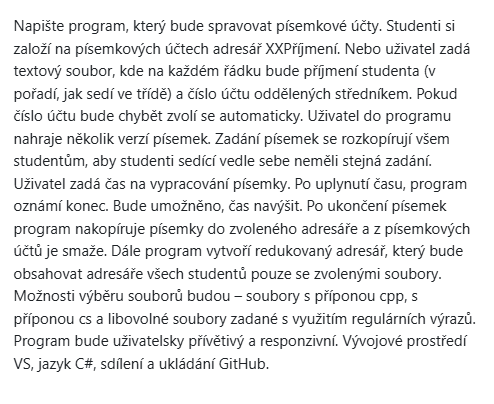 Napište program, který bude spravovat písemkové účty. Studenti si
založí na písemkových účtech adresář XXPříjmení. Nebo uživatel zadá
textový soubor, kde na každém řádku bude příjmení studenta (v
pořadí, jak sedí ve třídě) a číslo účtu oddělených středníkem. Pokud
číslo účtu bude chybět zvolí se automaticky. Uživatel do programu
nahraje několik verzí písemek. Zadání písemek se rozkopírují všem
studentům, aby studenti sedící vedle sebe neměli stejná zadání.
Uživatel zadá čas na vypracování písemky. Po uplynutí času, program
oznámí konec. Bude umožněno, čas navýšit. Po ukončení písemek
program nakopíruje písemky do zvoleného adresáře a z písemkových
účtů je smaže. Dále program vytvoří redukovaný adresář, který bude
obsahovat adresáře všech studentů pouze se zvolenými soubory.
Možnosti výběru souborů budou – soubory s příponou cpp, s
příponou cs a libovolné soubory zadané s využitím regulárních výrazů.
Program bude uživatelsky přívětivý a responzivní. Vývojové prostředí
VS, jazyk C#, sdílení a ukládání GitHub.